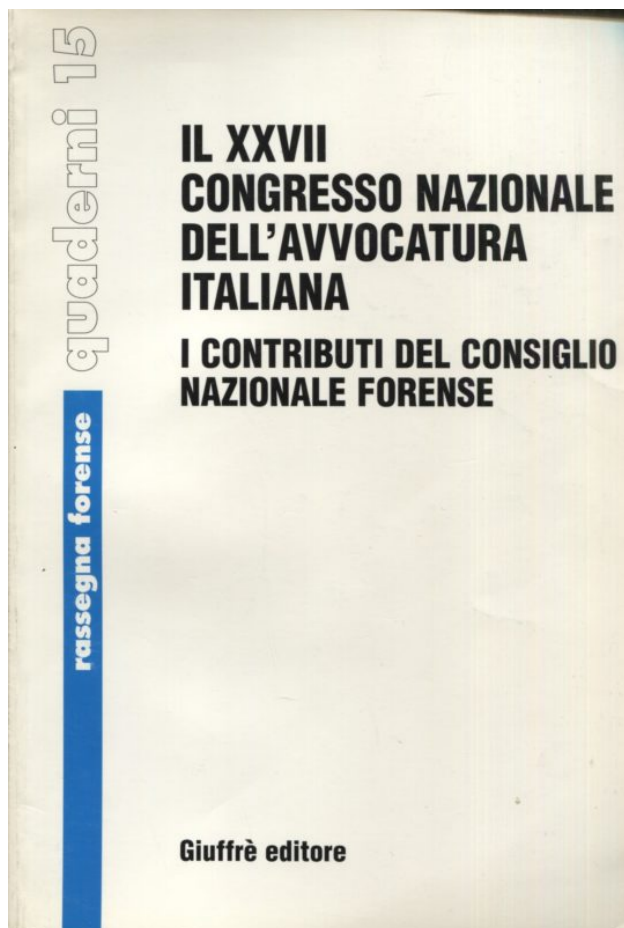 quaderni 15
rassegna forense
IL XXVII
CONGRESSO NAZIONALE
DELL'AVVOCATURA
ITALIANA
I CONTRIBUTI DEL CONSIGLIO
NAZIONALE FORENSE
Giuffrè editore